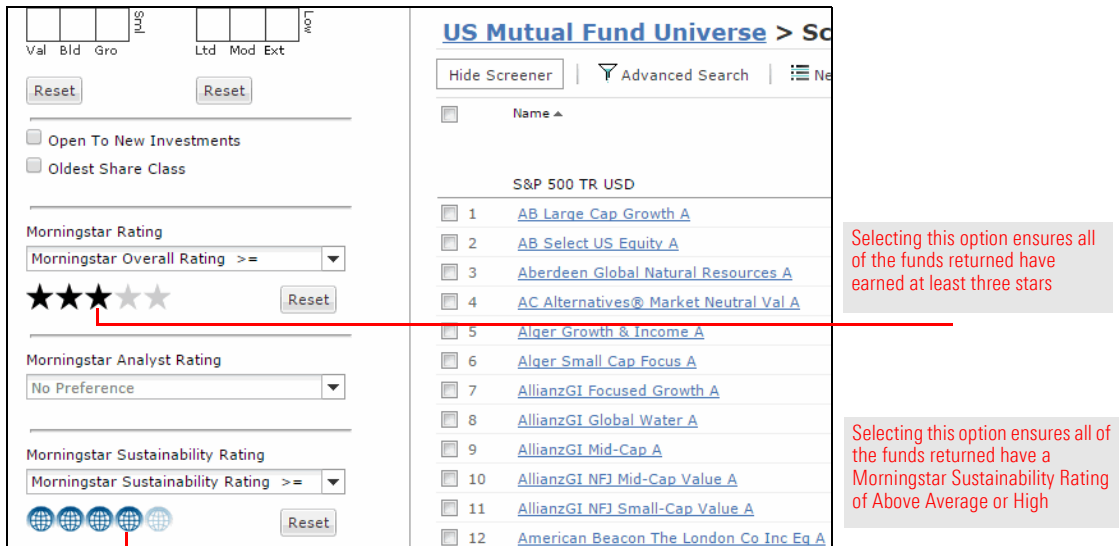 Sml
Low
Val Bld Gro
Ltd Mod Ext
Reset
Reset
Open To New Investments
Oldest Share Class
Morningstar Rating
Morningstar Overall Rating >=
Reset
Morningstar Analyst Rating
No Preference
Morningstar Sustainability Rating
Morningstar Sustainability Rating >=
Reset
US Mutual Fund Universe > Sc
Hide Screener
Advanced Search
Ne
Name
S&P 500 TR USD
1 AB Large Cap Growth A
2 AB Select US Equity A
3 Aberdeen Global Natural Resources A
4 AC Alternatives® Market Neutral Val A
5 Alger Growth & Income A
6 Alger Small Cap Focus A
7 AllianzGI Focused Growth A
8 AllianzGI Global Water A
9 AllianzGI Mid-Cap A
10 AllianzGI NFJ Mid-Cap Value A
11 AllianzGI NFJ Small-Cap Value A
12 American Beacon The London Co Inc Eq A
Selecting this option ensures all
of the funds returned have
earned at least three stars
Selecting this option ensures all of
the funds returned have a
Morningstar Sustainability Rating
of Above Average or High